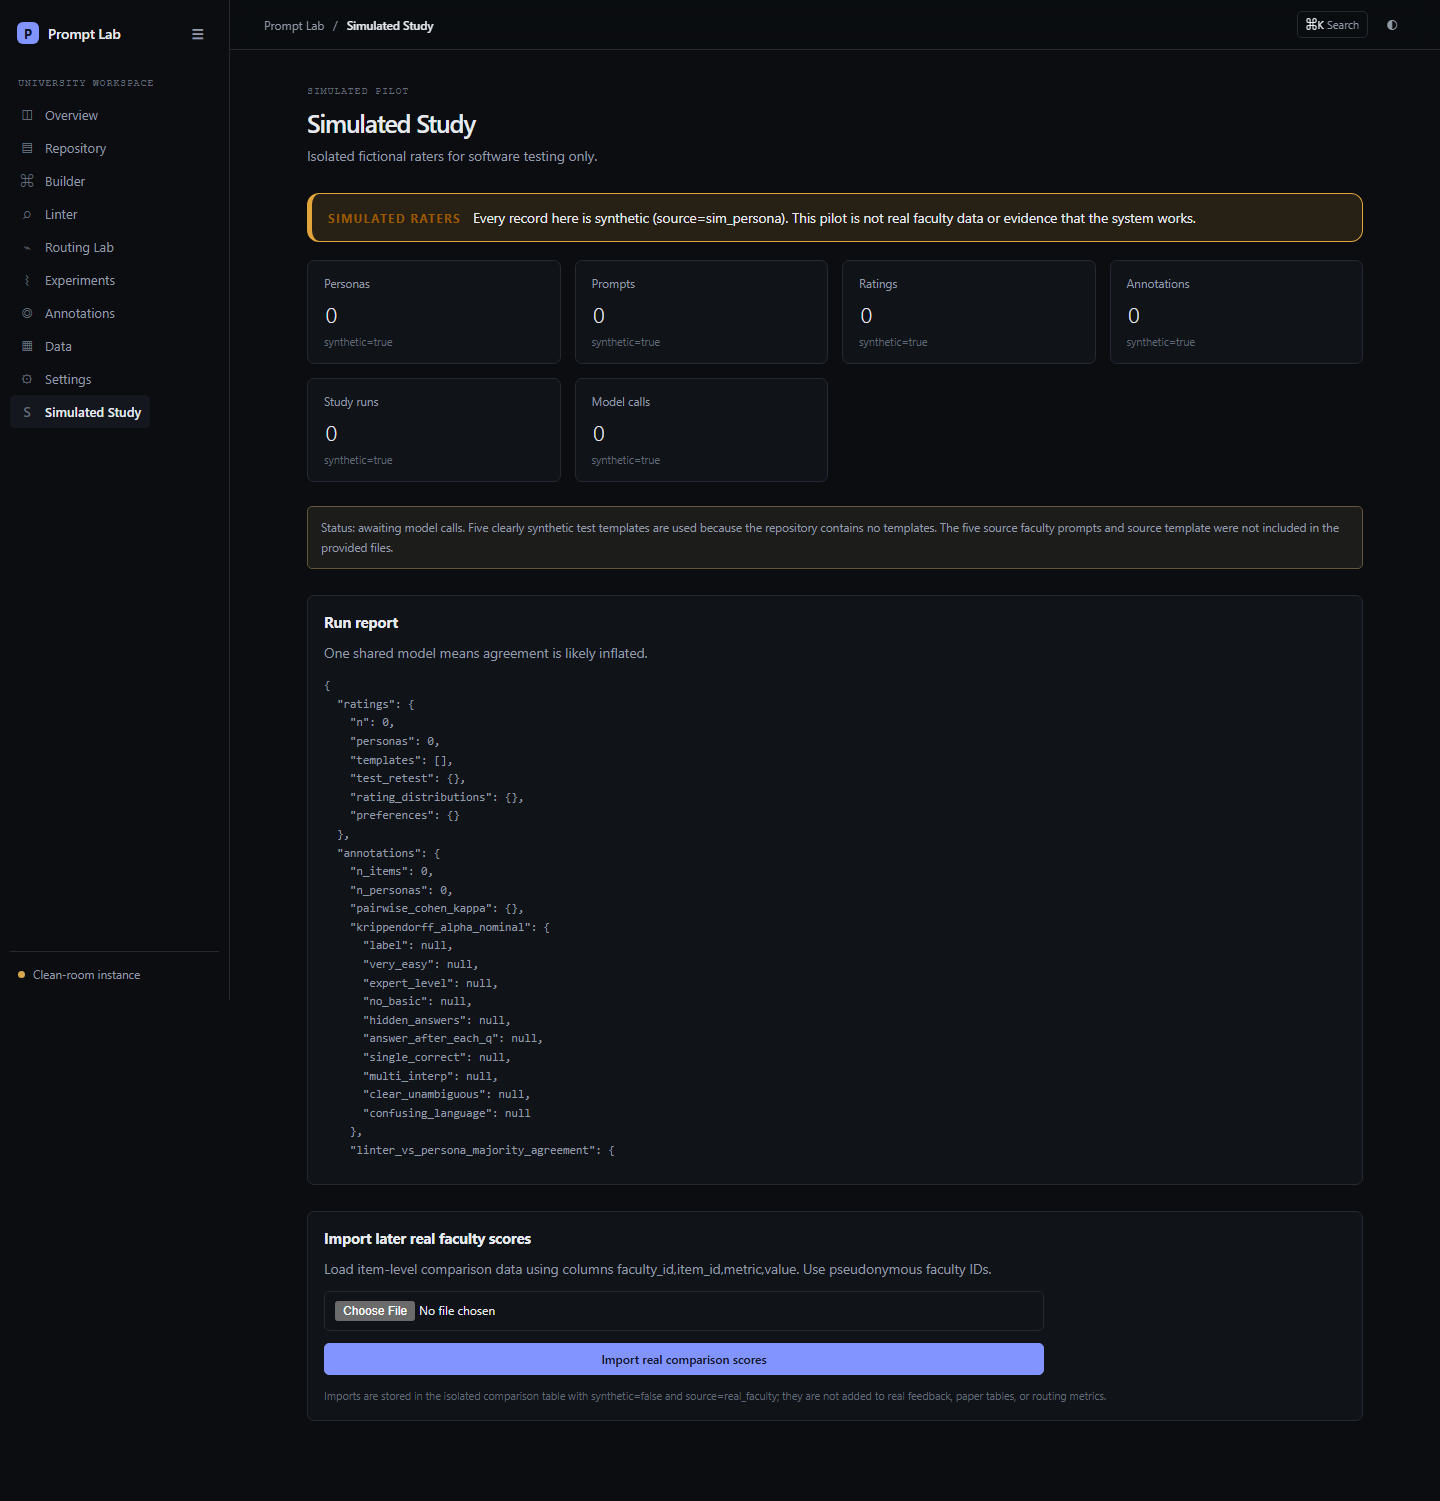 P Prompt Lab ☰
UNIVERSITY WORKSPACE
Overview
Repository
Builder
Linter
Routing Lab
Experiments
Annotations
Data
Settings
S Simulated Study
Clean-room instance
Prompt Lab / Simulated Study
⌘K Search
SIMULATED PILOT
Simulated Study
Isolated fictional raters for software testing only.
SIMULATED RATERS Every record here is synthetic (source=sim_persona). This pilot is not real faculty data or evidence that the system works.
Personas
0
synthetic=true
Prompts
0
synthetic=true
Ratings
0
synthetic=true
Annotations
0
synthetic=true
Study runs
0
synthetic=true
Model calls
0
synthetic=true
Status: awaiting model calls. Five clearly synthetic test templates are used because the repository contains no templates. The five source faculty prompts and source template were not included in the
provided files.
Run report
One shared model means agreement is likely inflated.
{
  "ratings": {
    "n": 0,
    "personas": 0,
    "templates": [],
    "test_retest": {},
    "rating_distributions": {},
    "preferences": {}
  },
  "annotations": {
    "n_items": 0,
    "n_personas": 0,
    "pairwise_cohen_kappa": {},
    "krippendorff_alpha_nominal": {
      "label": null,
      "very_easy": null,
      "expert_level": null,
      "no_basic": null,
      "hidden_answers": null,
      "answer_after_each_q": null,
      "single_correct": null,
      "multi_interp": null,
      "clear_unambiguous": null,
      "confusing_language": null
    },
    "linter_vs_persona_majority_agreement": {
Import later real faculty scores
Load item-level comparison data using columns faculty_id,item_id,metric,value. Use pseudonymous faculty IDs.
Choose File No file chosen
Import real comparison scores
Imports are stored in the isolated comparison table with synthetic=false and source=real_faculty; they are not added to real feedback, paper tables, or routing metrics.